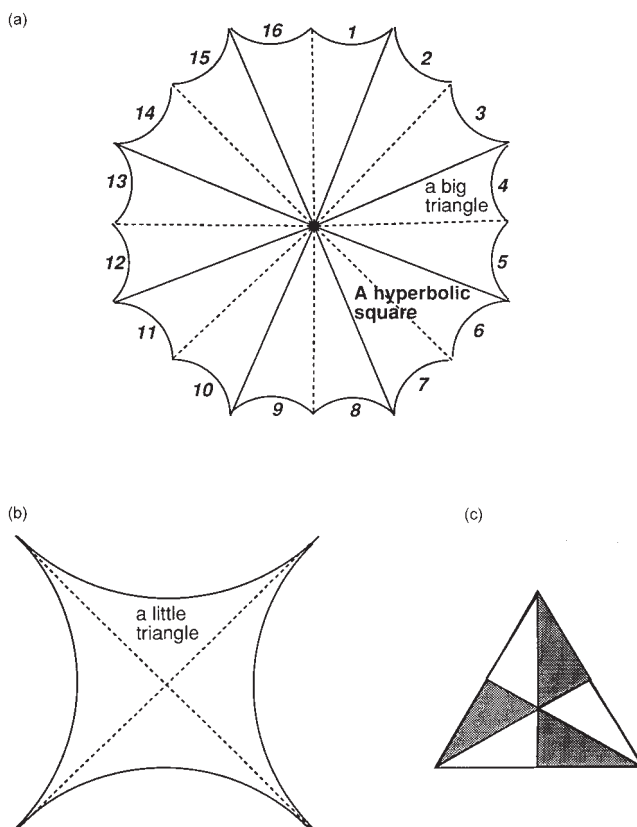 (a)
16 1
15 2
14 3
13 4
a big
triangle
12 5
A hyperbolic
square
11 6
10 7
9 8
(b)
(c)
a little
triangle